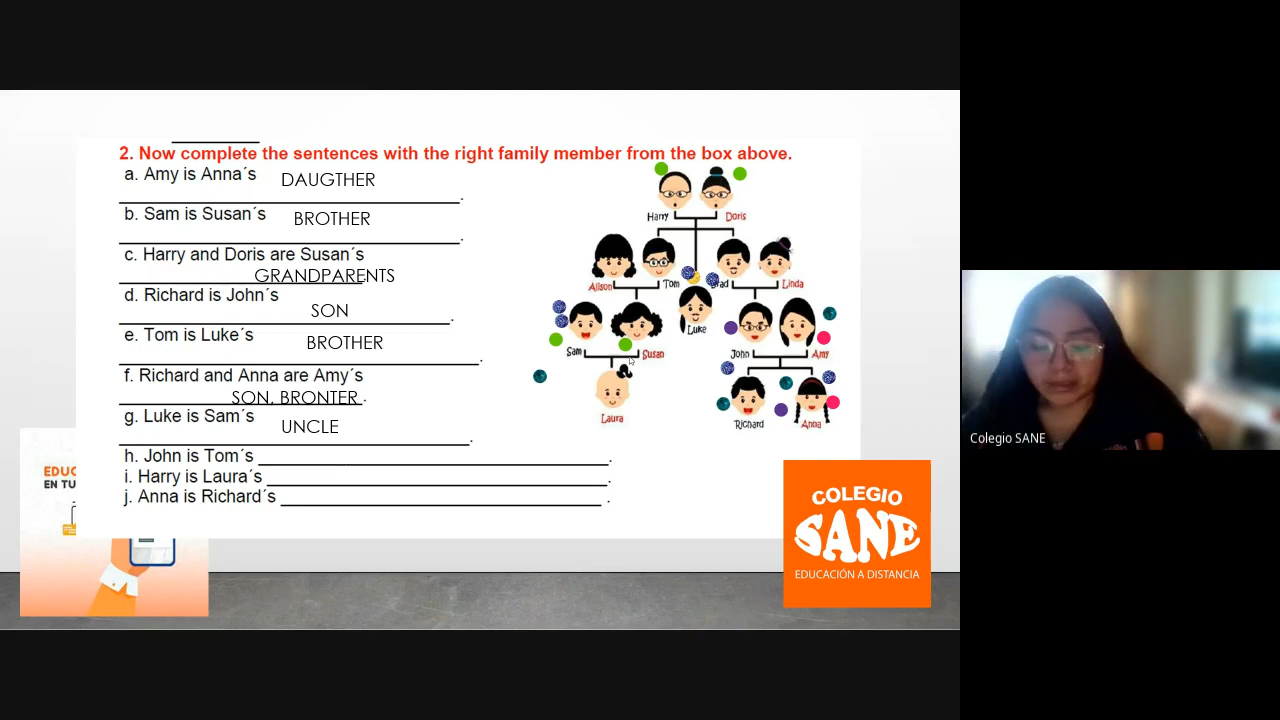 2. Now complete the sentences with the right family member from the box above.
a. Amy is Anna´s DAUGTHER
b. Sam is Susan´s BROTHER
c. Harry and Doris are Susan´s
GRANDPARENTS
d. Richard is John´s
SON
e. Tom is Luke´s
BROTHER
f. Richard and Anna are Amy´s
SON, BRONTER
g. Luke is Sam´s
UNCLE
h. John is Tom´s
i. Harry is Laura´s
j. Anna is Richard´s
Harry Doris
Alison Tom rad Linda
Luke
Sam Susan John Amy
Laura Richard Anna
EDUC
EN TU
COLEGIO
SANE
EDUCACIÓN A DISTANCIA
Colegio SANE